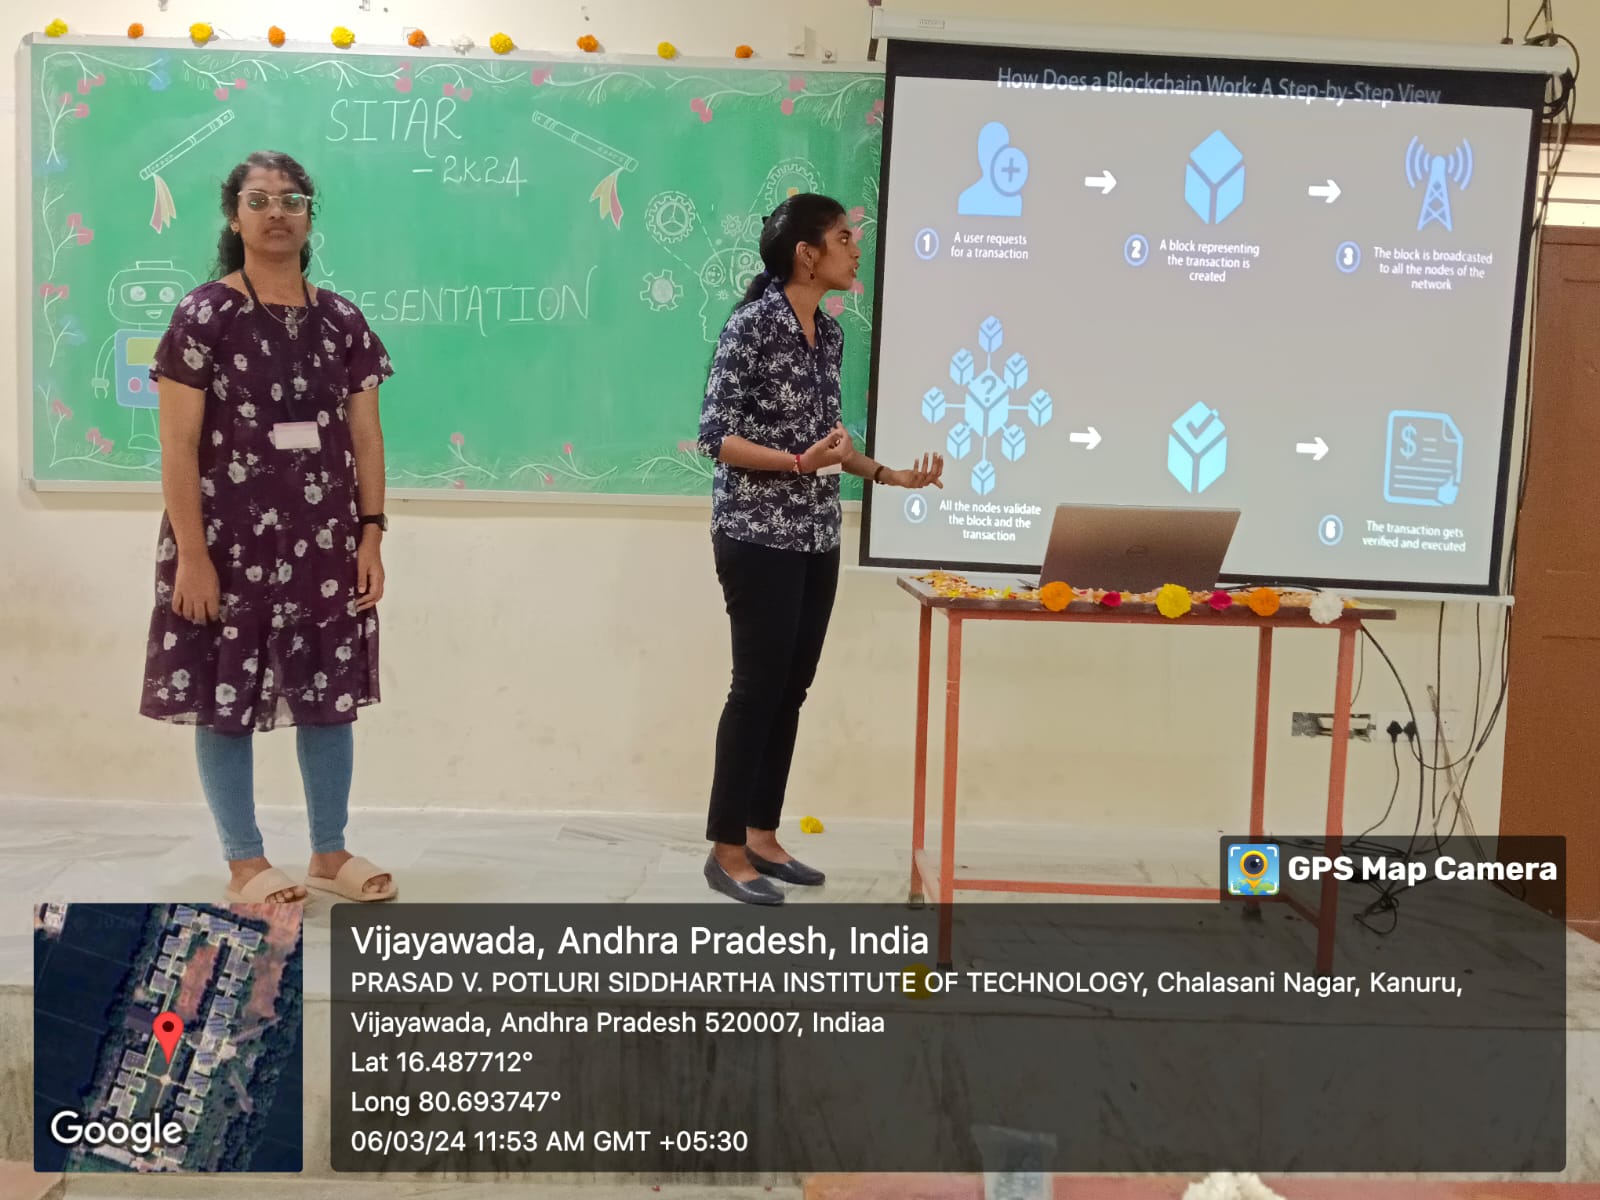 SITAR
-2K24
R
RESENTATION
How Does a Blockchain Work: A Step-by-Step View
1
A user requests
for a transaction
2
A block representing
the transaction is
created
3
The block is broadcasted
to all the nodes of the
network
?
4
All the nodes validate
the block and the
transaction
$
6
The transaction gets
verified and executed
GPS Map Camera
Vijayawada, Andhra Pradesh, India
PRASAD V. POTLURI SIDDHARTHA INSTITUTE OF TECHNOLOGY, Chalasani Nagar, Kanuru,
Vijayawada, Andhra Pradesh 520007, Indiaa
Lat 16.487712°
Long 80.693747°
06/03/24 11:53 AM GMT +05:30
Google